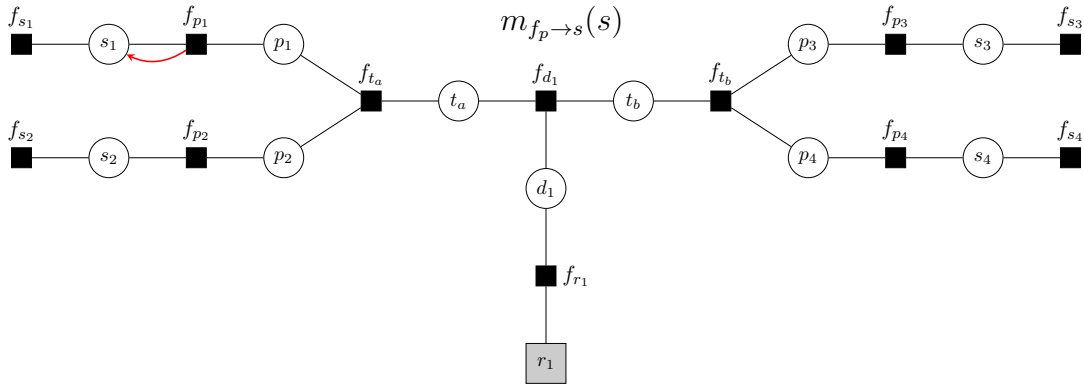 m_{f_p→s}(s)
f_{s_1} s_1 f_{p_1} p_1
f_{t_a} t_a f_{d_1} t_b f_{t_b}
p_3 f_{p_3} s_3 f_{s_3}
f_{s_2} s_2 f_{p_2} p_2
p_4 f_{p_4} s_4 f_{s_4}
d_1
f_{r_1}
r_1